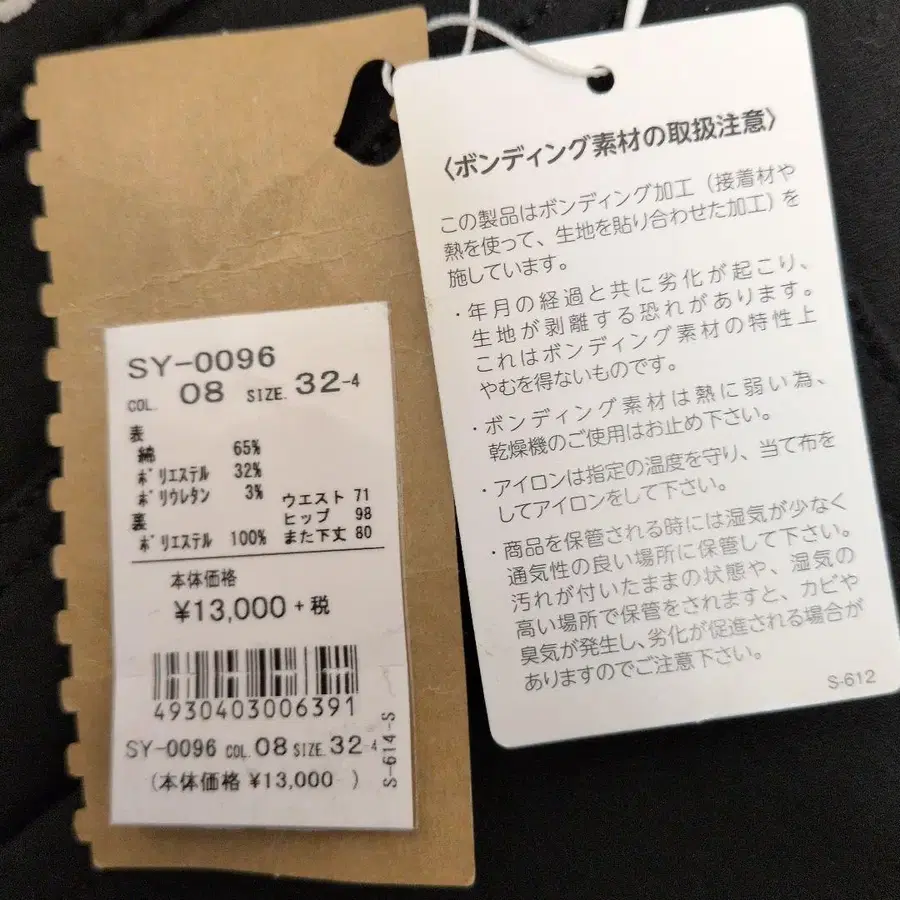 SY-0096
COL. 08 SIZE. 32-4
表
綿 65%
ポリエステル 32%
ポリウレタン 3%
裏
ポリエステル 100%
ウエスト 71
ヒップ 98
また下丈 80
本体価格
¥13,000 +税
4930403006391
SY-0096 COL. 08 SIZE. 32-4
(本体価格 ¥13,000 )
S-614-S
〈ボンディング素材の取扱注意〉
この製品はボンディング加工（接着材や
熱を使って、生地を貼り合わせた加工）を
施しています。
・年月の経過と共に劣化が起こり、
生地が剥離する恐れがあります。
これはボンディング素材の特性上
やむを得ないものです。
・ボンディング素材は熱に弱い為、
乾燥機のご使用はお止め下さい。
・アイロンは指定の温度を守り、当て布を
してアイロンをして下さい。
・商品を保管される時には湿気が少なく
通気性の良い場所に保管して下さい。
汚れが付いたままの状態や、湿気の
高い場所で保管をされますと、カビや
臭気が発生し、劣化が促進される場合が
ありますのでご注意下さい。
S-612